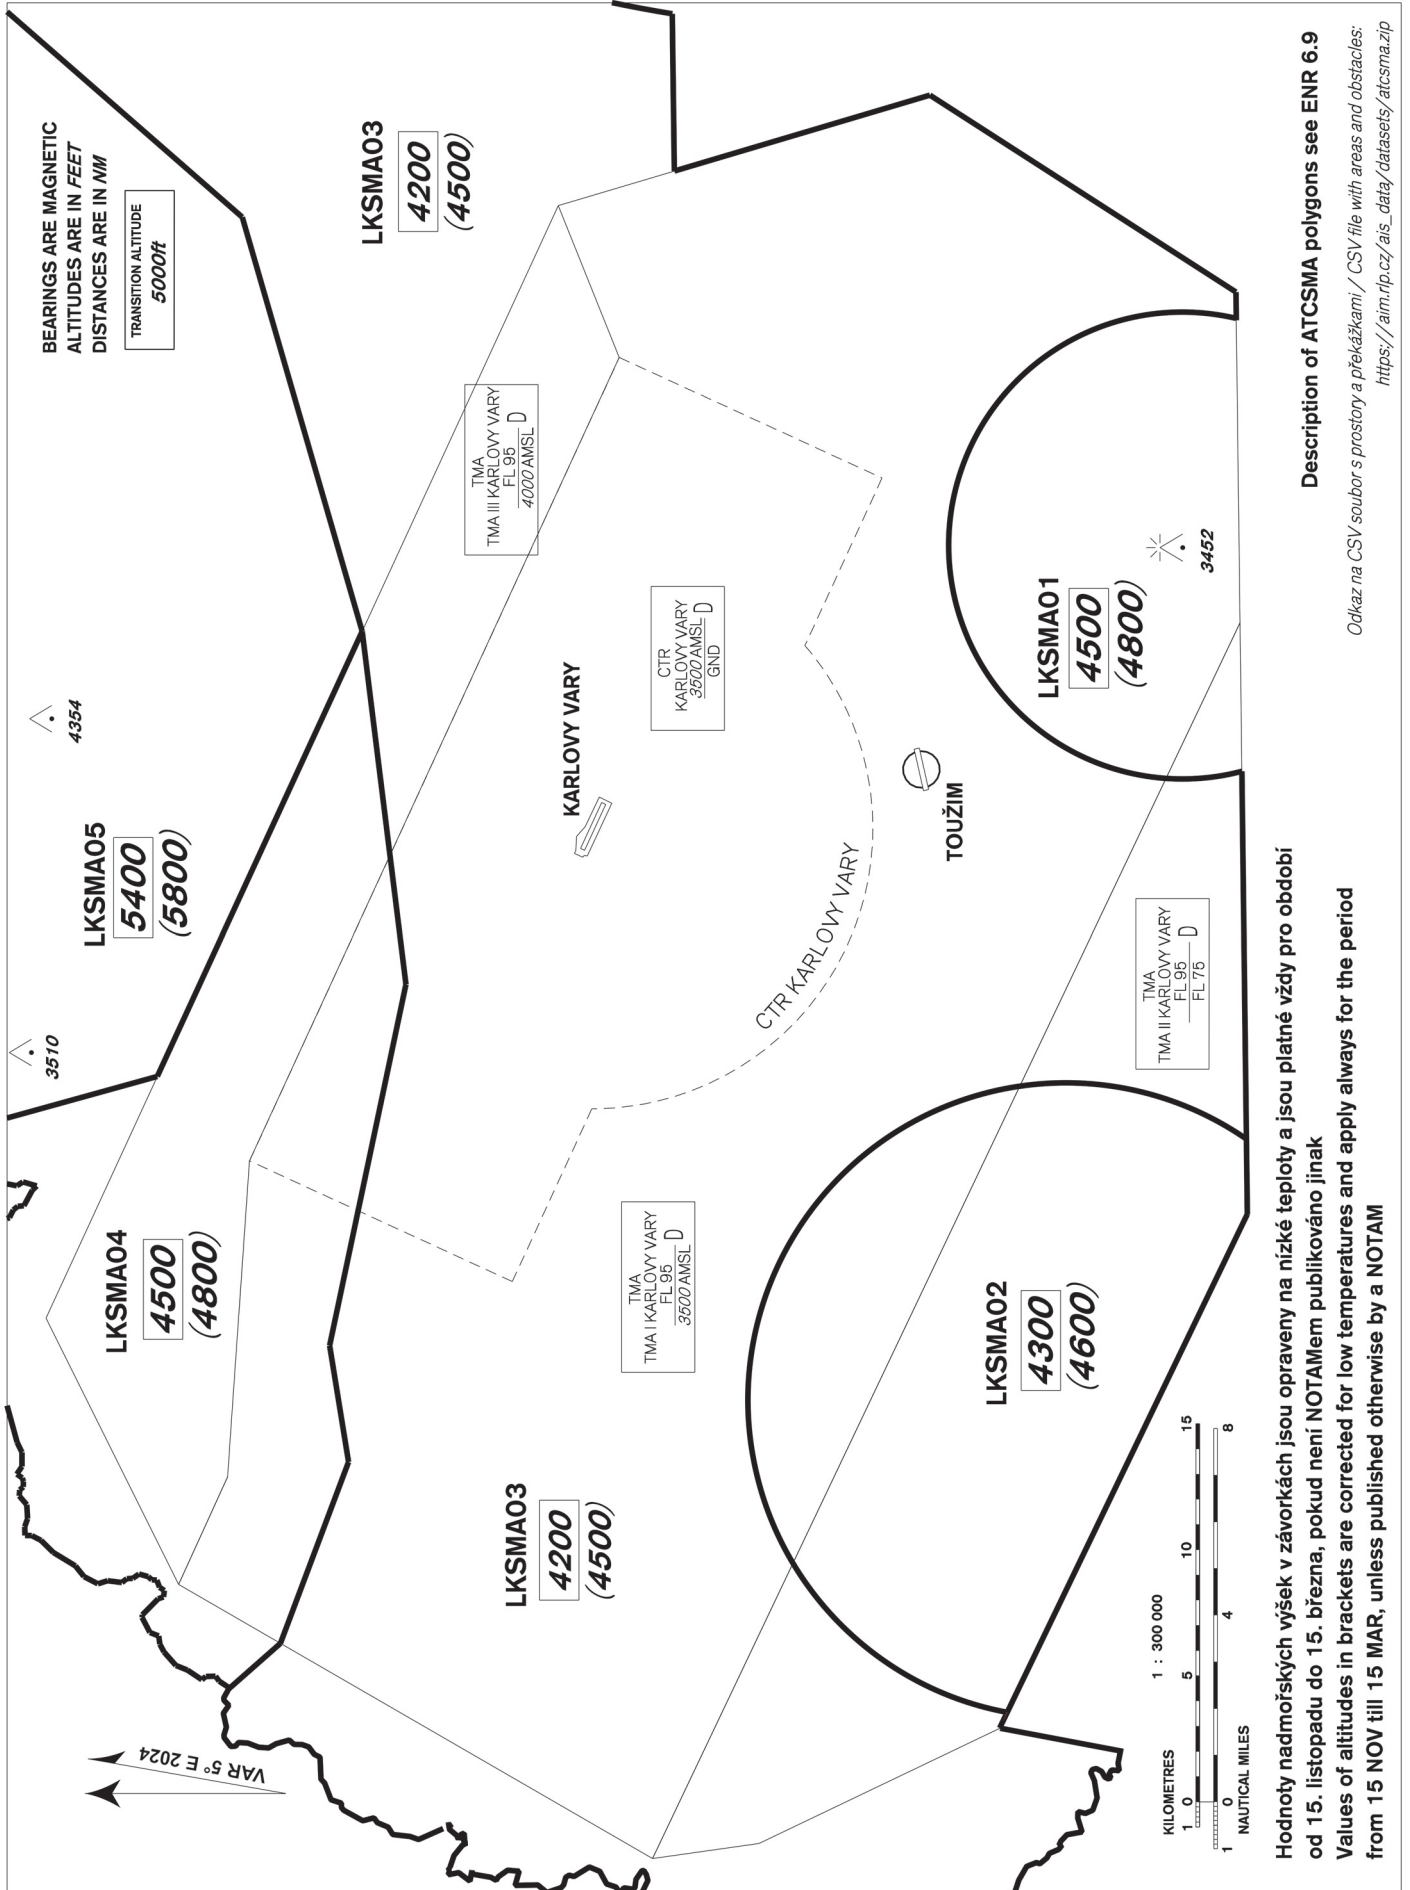 BEARINGS ARE MAGNETIC
ALTITUDES ARE IN FEET
DISTANCES ARE IN NM
TRANSITION ALTITUDE
5000ft
VAR 5° E 2024
3510
4354
LKSMA04
4500
(4800)
LKSMA05
5400
(5800)
LKSMA03
4200
(4500)
TMA
TMA III KARLOVY VARY
FL 95
4000 AMSL
D
KARLOVY VARY
CTR
KARLOVY VARY
3500 AMSL
GND
D
LKSMA03
4200
(4500)
TMA
TMA I KARLOVY VARY
FL 95
3500 AMSL
D
CTR KARLOVY VARY
TOUŽIM
LKSMA02
4300
(4600)
TMA
TMA II KARLOVY VARY
FL 95
FL 75
D
LKSMA01
4500
(4800)
3452
1 : 300 000
KILOMETRES
1 0 5 10 15
1 0 4 8
NAUTICAL MILES
Description of ATCSMA polygons see ENR 6.9
Odkaz na CSV soubor s prostory a překážkami / CSV file with areas and obstacles:
https://aim.rlp.cz/ais_data/datasets/atcsma.zip
Hodnoty nadmořských výšek v závorkách jsou opraveny na nízké teploty a jsou platné vždy pro období
od 15. listopadu do 15. března, pokud není NOTAMem publikováno jinak
Values of altitudes in brackets are corrected for low temperatures and apply always for the period
from 15 NOV till 15 MAR, unless published otherwise by a NOTAM